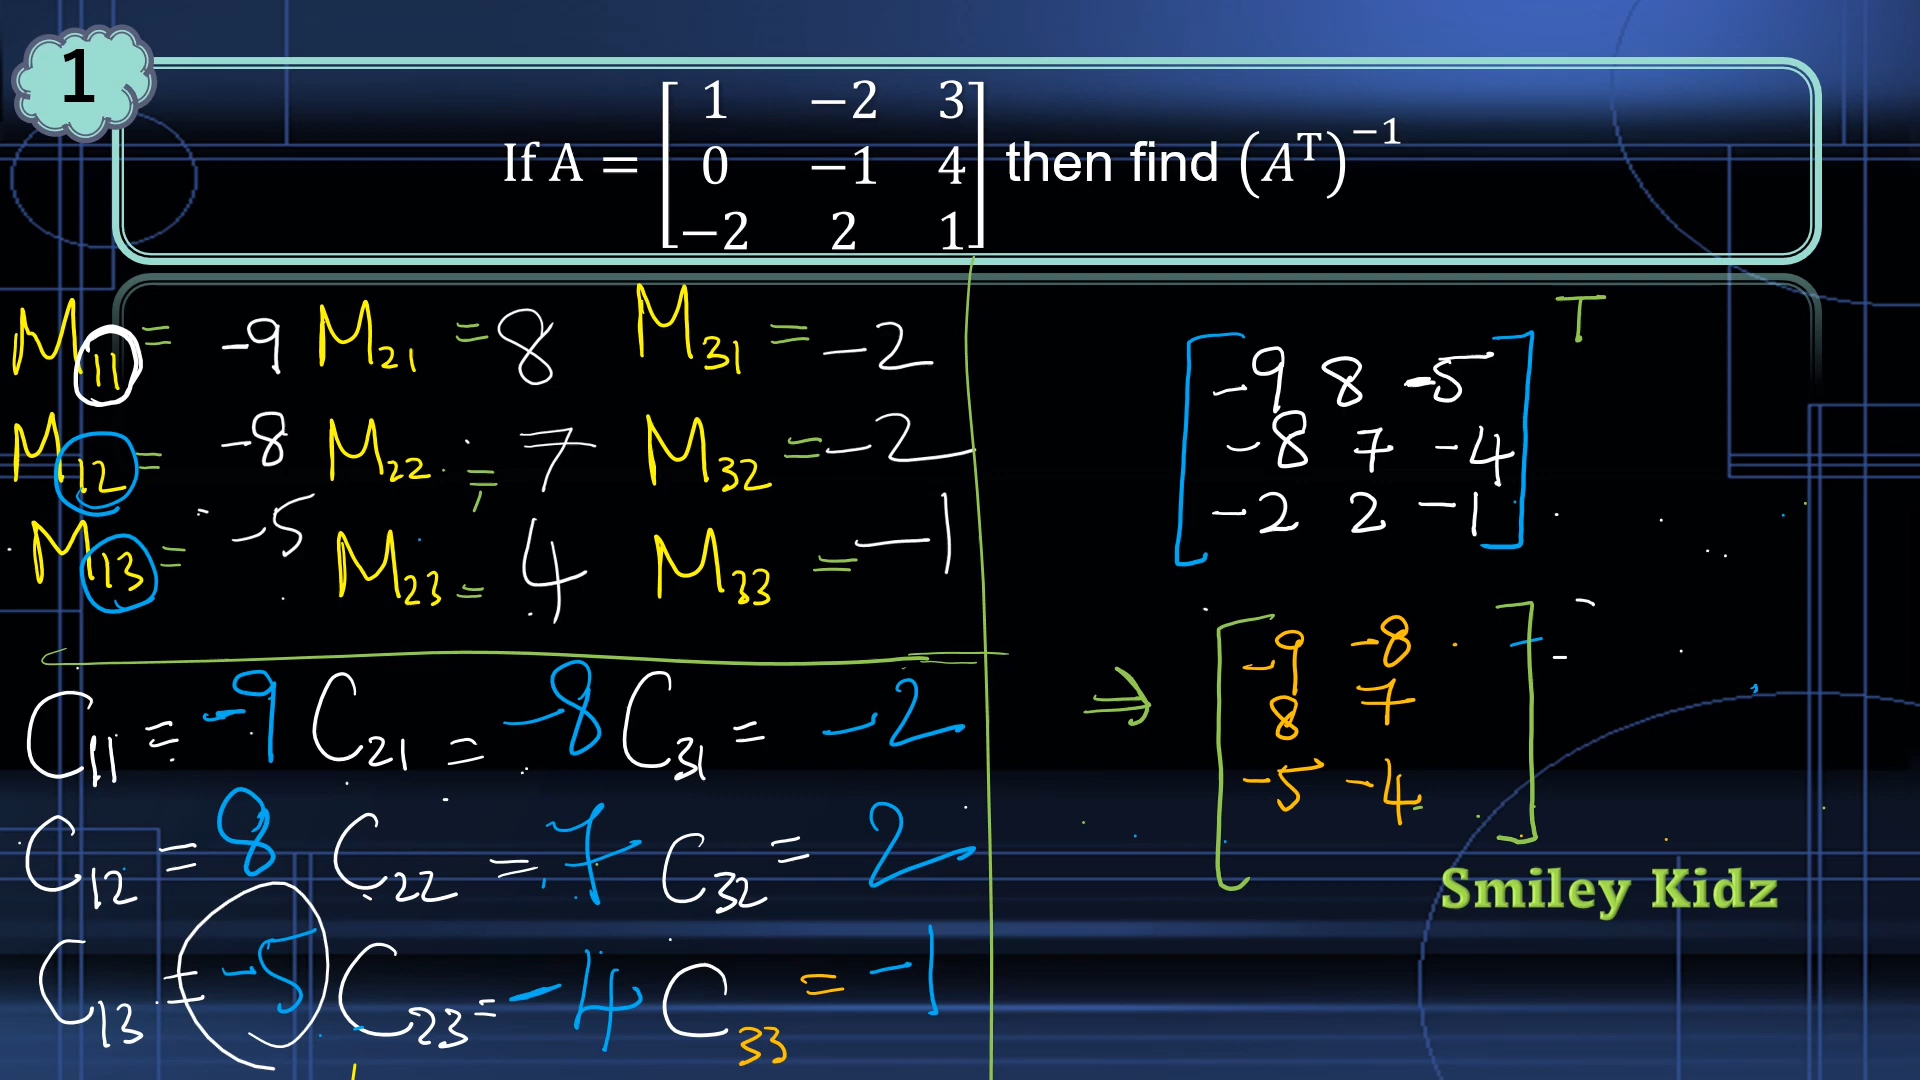 1
If A = [1 −2 3
0 −1 4
−2 2 1] then find (Aᵀ)⁻¹
M11 = -9 M21 = 8 M31 = -2
M12 = -8 M22 = 7 M32 = -2
M13 = -5 M23 = 4 M33 = -1
C11 = -9 C21 = -8 C31 = -2
C12 = 8 C22 = 7 C32 = 2
C13 = -5 C23 = -4 C33 = -1
[-9 8 -5
-8 7 -4
-2 2 -1] T
⇒ [-9 -8
8 7
-5 -4 ]
Smiley Kidz